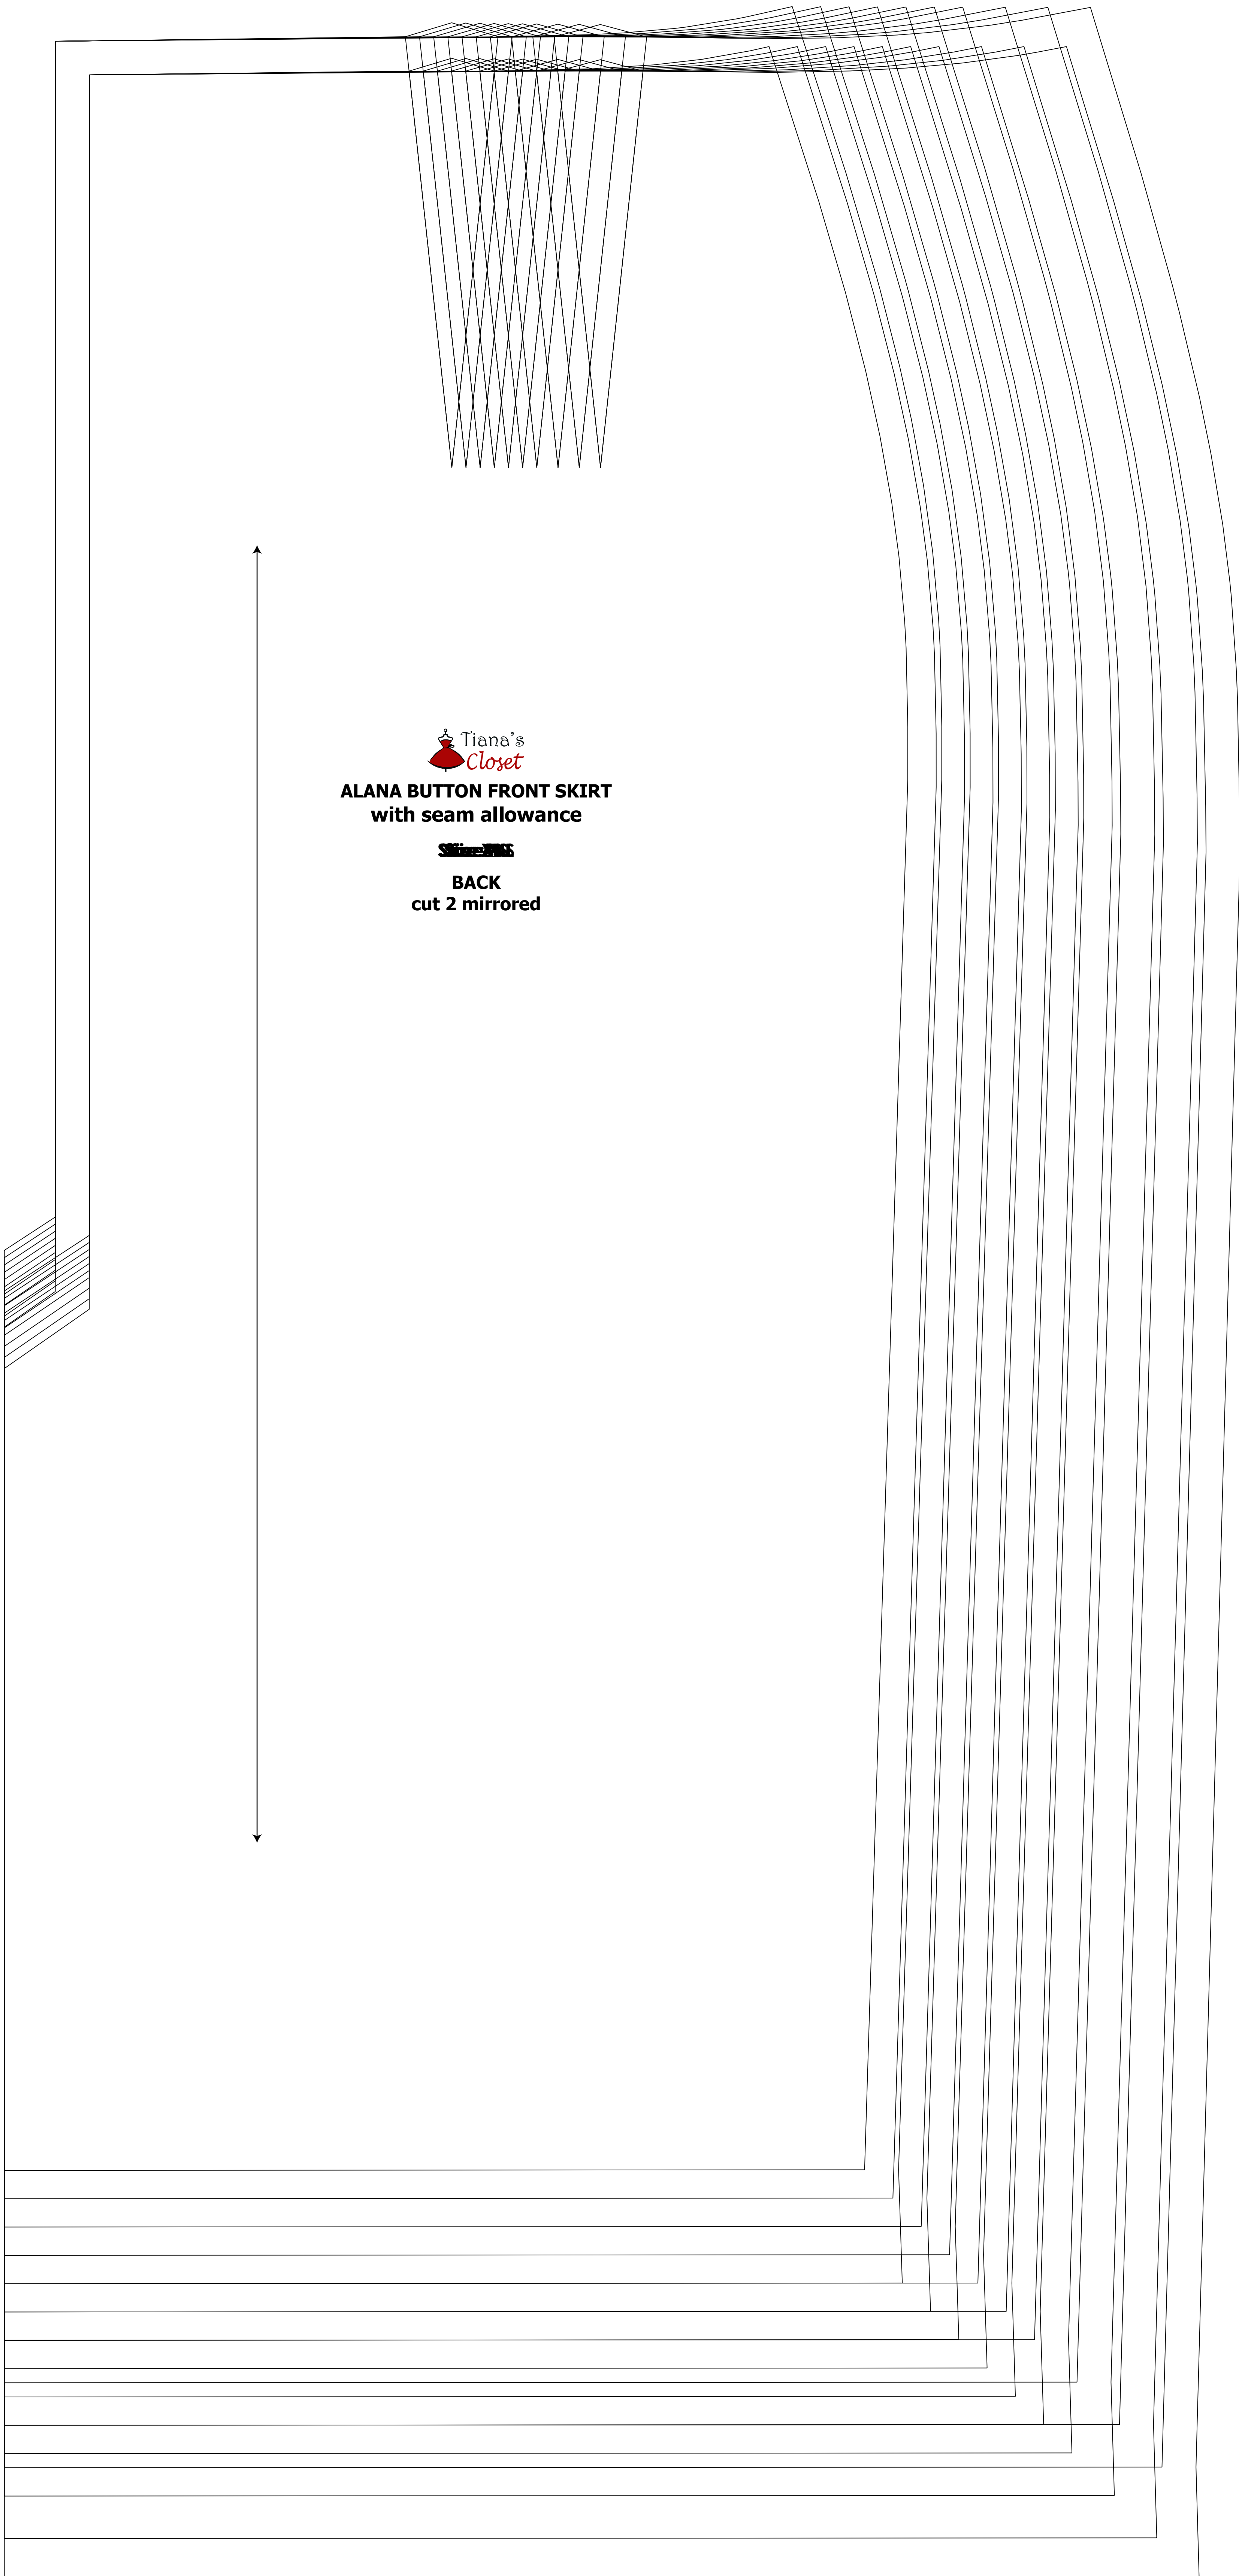 Tiana's
Closet
ALANA BUTTON FRONT SKIRT
with seam allowance
BACK
cut 2 mirrored